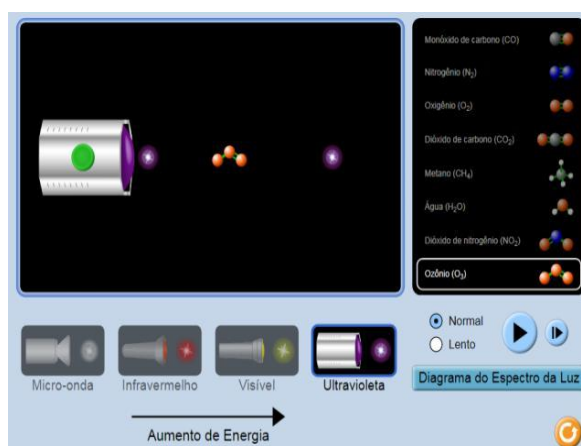 Monóxido de carbono (CO)
Nitrogênio (N₂)
Oxigênio (O₂)
Dióxido de carbono (CO₂)
Metano (CH₄)
Água (H₂O)
Dióxido de nitrogênio (NO₂)
Ozônio (O₃)
Normal
Lento
Diagrama do Espectro da Luz
Micro-onda
Infravermelho
Visível
Ultravioleta
Aumento de Energia